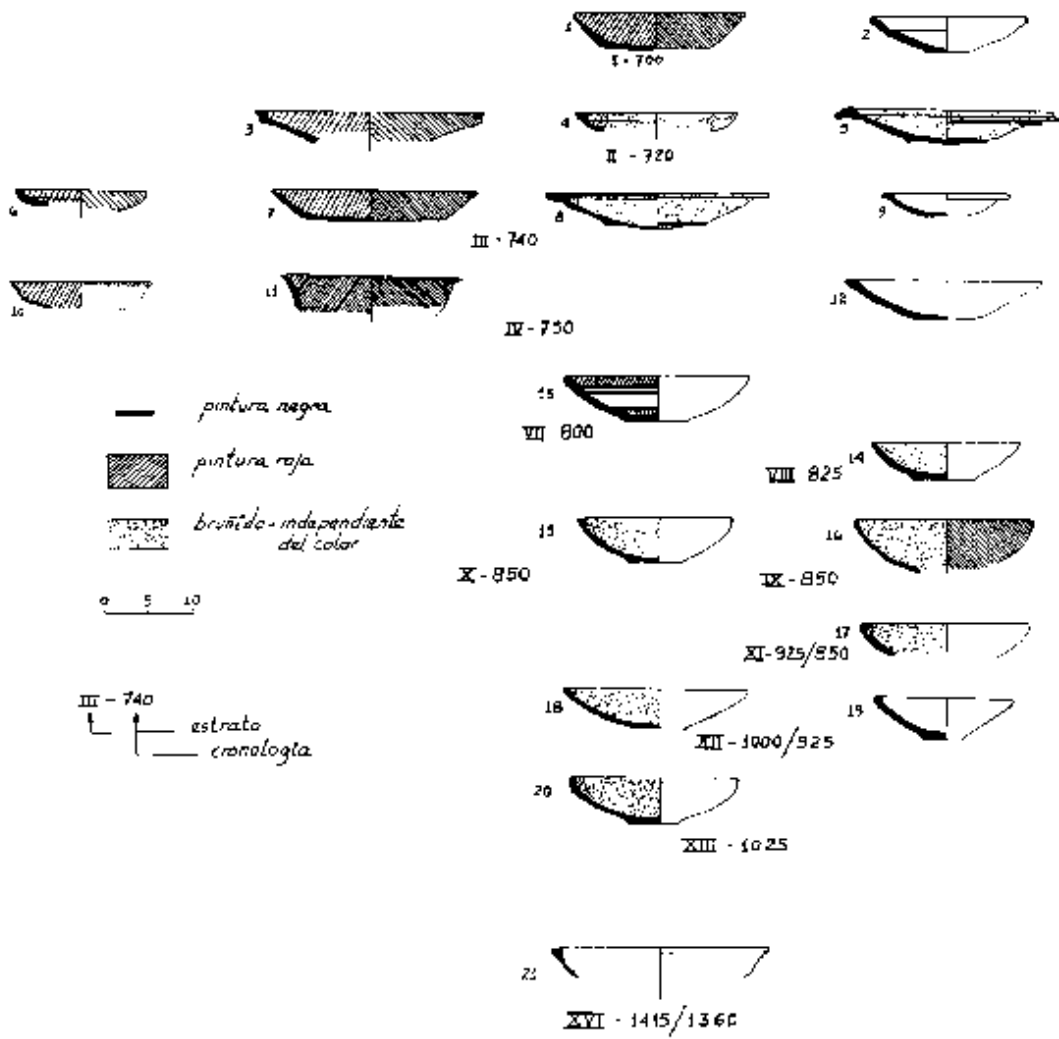 1
2
I-700
3
4
5
II - 720
6
7
8
9
III - 740
10
11
12
IV - 750
13
VII 800
pintura negra
pintura roja
bruñido - independiente
del color
14
VIII 825
15
16
X - 850
IX - 850
0 5 10
17
XI - 925/850
III - 740
estrato
cronología
18
19
XII - 1000/925
20
XIII - 1025
21
XVI - 1415/1360